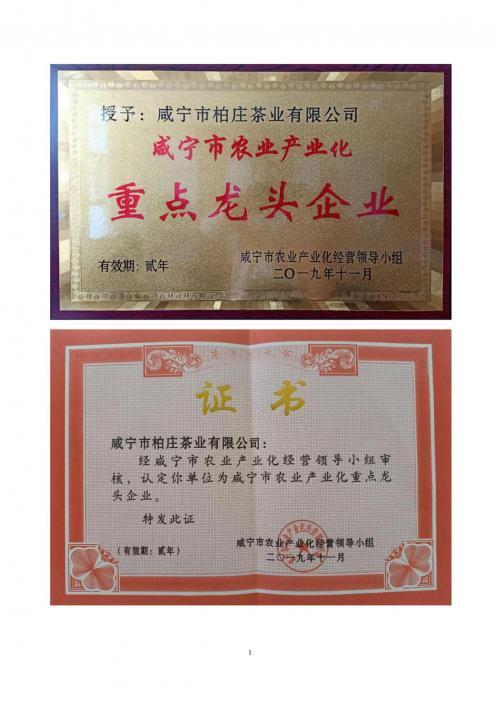 授予：咸宁市柏庄茶业有限公司
咸宁市农业产业化
重点龙头企业
咸宁市农业产业化经营领导小组
有效期：贰年
二〇一九年十一月
证书
咸宁市柏庄茶业有限公司：
经咸宁市农业产业化经营领导小组审
核，认定你单位为咸宁市农业产业化重点龙
头企业。
特发此证
咸宁市农业产业化经营领导小组
（有效期：贰年）
二〇一九年十一月
1